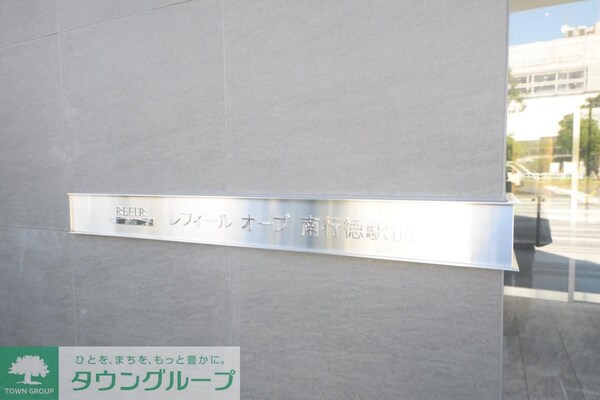 REFIR
レフィール オーブ 南行徳駅前
ひとを、まちを、もっと豊かに。
タウングループ
TOWN GROUP